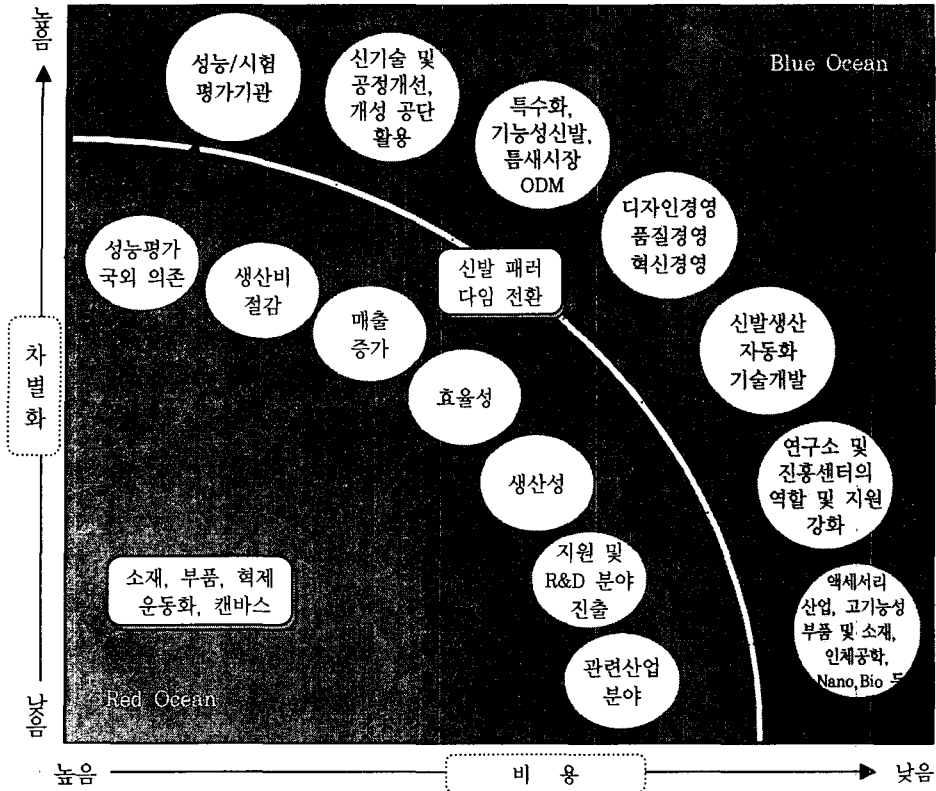 높음
Blue Ocean
성능/시험
평가기관
신기술 및
공정개선,
개성 공단
활용
특수화,
기능성신발,
틈새시장
ODM
디자인경영
품질경영
혁신경영
신발생산
자동화
기술개발
연구소 및
진흥센터의
역할 및 지원
강화
액세서리
산업, 고기능성
부품 및 소재,
인체공학,
Nano, Bio 등
신발 패러
다임 전환
성능평가
국외 의존
생산비
절감
매출
증가
효율성
생산성
지원 및
R&D 분야
진출
관련산업
분야
소재, 부품, 혁제
운동화, 캔바스
Red Ocean
차
별
화
낮음
높음
비 용
낮음